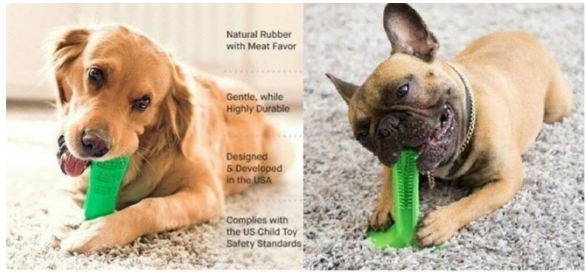 Natural Rubber
with Meat Favor
Gentle, while
Highly Durable
Designed
& Developed
in the USA
Complies with
the US Child Toy
Safety Standards